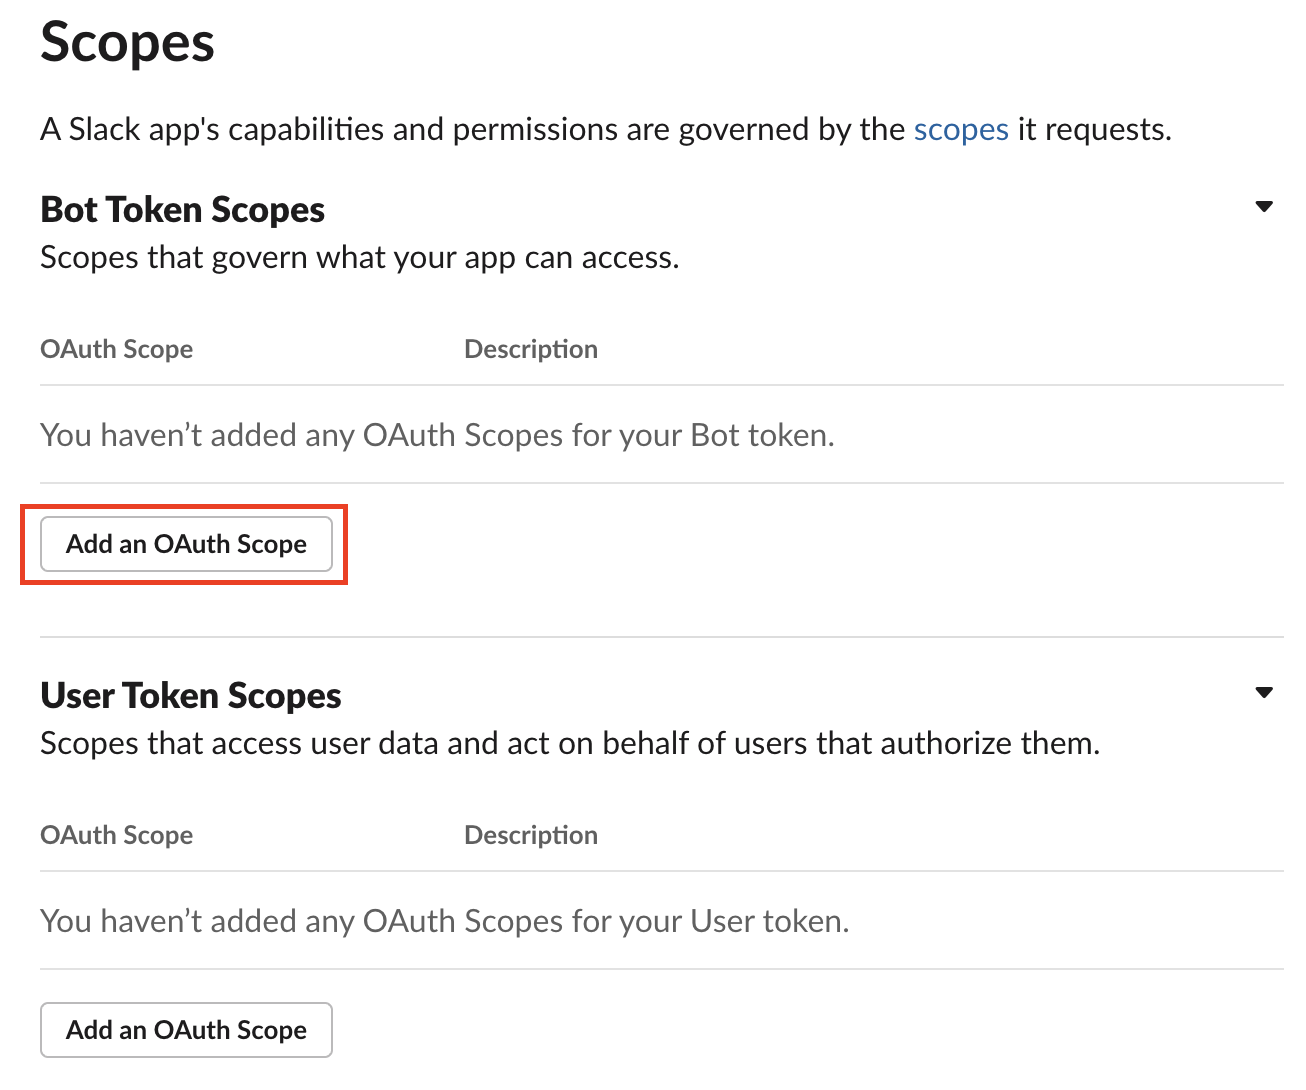 Scopes
A Slack app's capabilities and permissions are governed by the scopes it requests.
Bot Token Scopes
Scopes that govern what your app can access.
OAuth Scope Description
You haven’t added any OAuth Scopes for your Bot token.
Add an OAuth Scope
User Token Scopes
Scopes that access user data and act on behalf of users that authorize them.
OAuth Scope Description
You haven’t added any OAuth Scopes for your User token.
Add an OAuth Scope